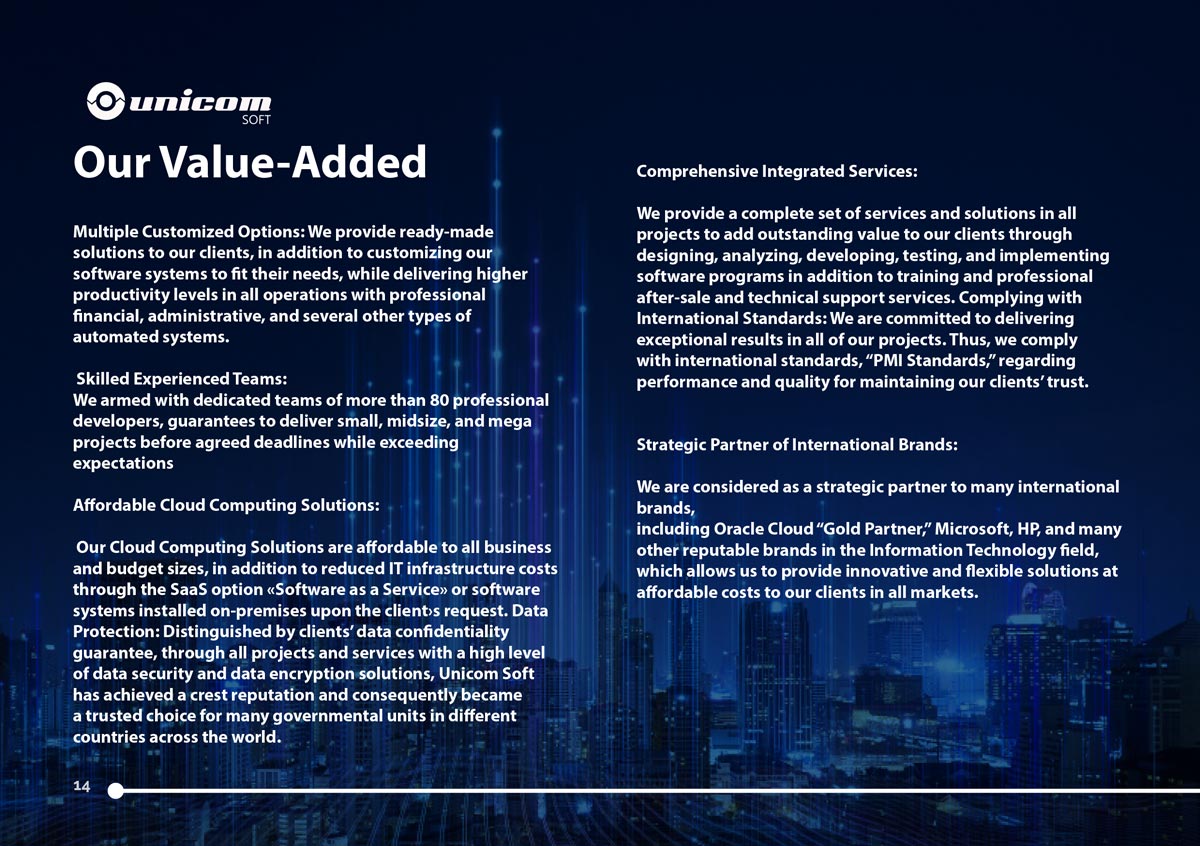 unicom
SOFT
Our Value-Added
Multiple Customized Options: We provide ready-made
solutions to our clients, in addition to customizing our
software systems to fit their needs, while delivering higher
productivity levels in all operations with professional
financial, administrative, and several other types of
automated systems.
Skilled Experienced Teams:
We armed with dedicated teams of more than 80 professional
developers, guarantees to deliver small, midsize, and mega
projects before agreed deadlines while exceeding
expectations
Affordable Cloud Computing Solutions:
Our Cloud Computing Solutions are affordable to all business
and budget sizes, in addition to reduced IT infrastructure costs
through the SaaS option «Software as a Service» or software
systems installed on-premises upon the client›s request. Data
Protection: Distinguished by clients’ data confidentiality
guarantee, through all projects and services with a high level
of data security and data encryption solutions, Unicom Soft
has achieved a crest reputation and consequently became
a trusted choice for many governmental units in different
countries across the world.
Comprehensive Integrated Services:
We provide a complete set of services and solutions in all
projects to add outstanding value to our clients through
designing, analyzing, developing, testing, and implementing
software programs in addition to training and professional
after-sale and technical support services. Complying with
International Standards: We are committed to delivering
exceptional results in all of our projects. Thus, we comply
with international standards, “PMI Standards,” regarding
performance and quality for maintaining our clients’ trust.
Strategic Partner of International Brands:
We are considered as a strategic partner to many international
brands,
including Oracle Cloud “Gold Partner,” Microsoft, HP, and many
other reputable brands in the Information Technology field,
which allows us to provide innovative and flexible solutions at
affordable costs to our clients in all markets.
14